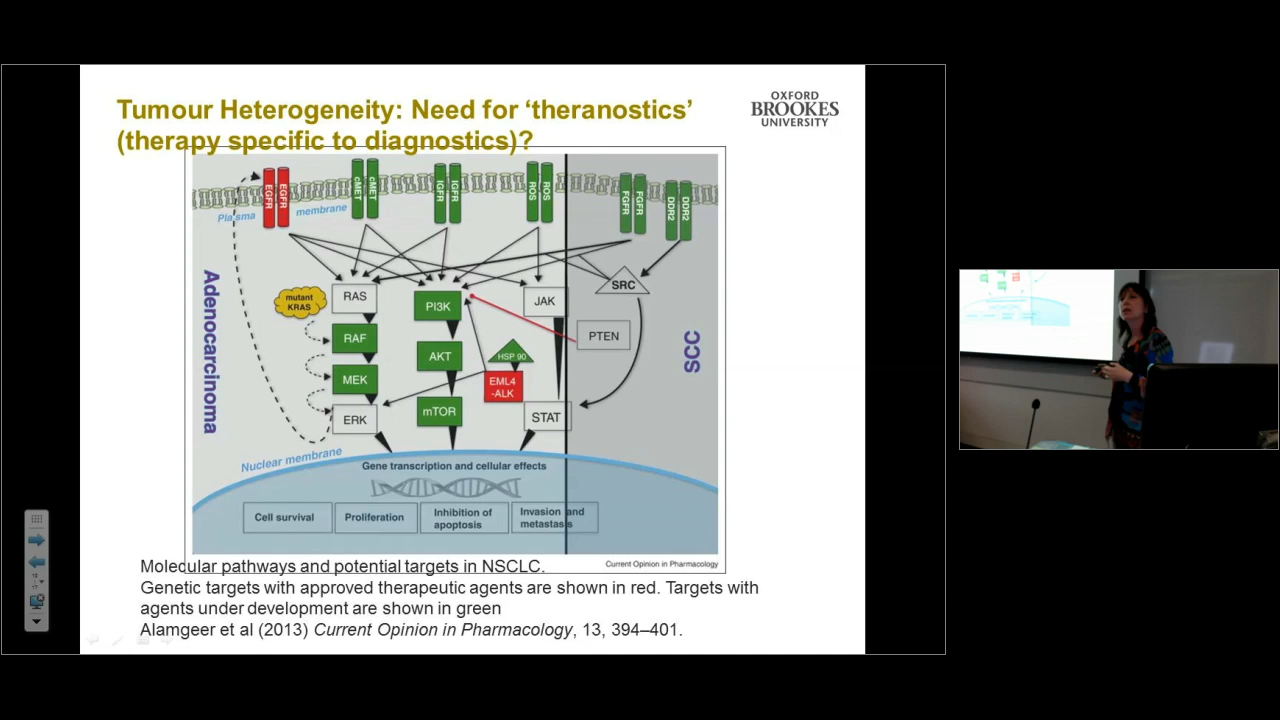 Tumour Heterogeneity: Need for ‘theranostics’
(therapy specific to diagnostics)?
OXFORD
BROOKES
UNIVERSITY
EGFR
EGFR
cMET
cMET
IGFR
IGFR
ROS
ROS
FGFR
FGFR
DDR2
DDR2
Plasma membrane
Adenocarcinoma
SCC
mutant
KRAS
RAS
PI3K
JAK
SRC
RAF
PTEN
AKT
HSP 90
MEK
EML4
-ALK
ERK
mTOR
STAT
Nuclear membrane
Gene transcription and cellular effects
Cell survival
Proliferation
Inhibition of
apoptosis
Invasion and
metastasis
Current Opinion in Pharmacology
Molecular pathways and potential targets in NSCLC.
Genetic targets with approved therapeutic agents are shown in red. Targets with
agents under development are shown in green
Alamgeer et al (2013) Current Opinion in Pharmacology, 13, 394–401.